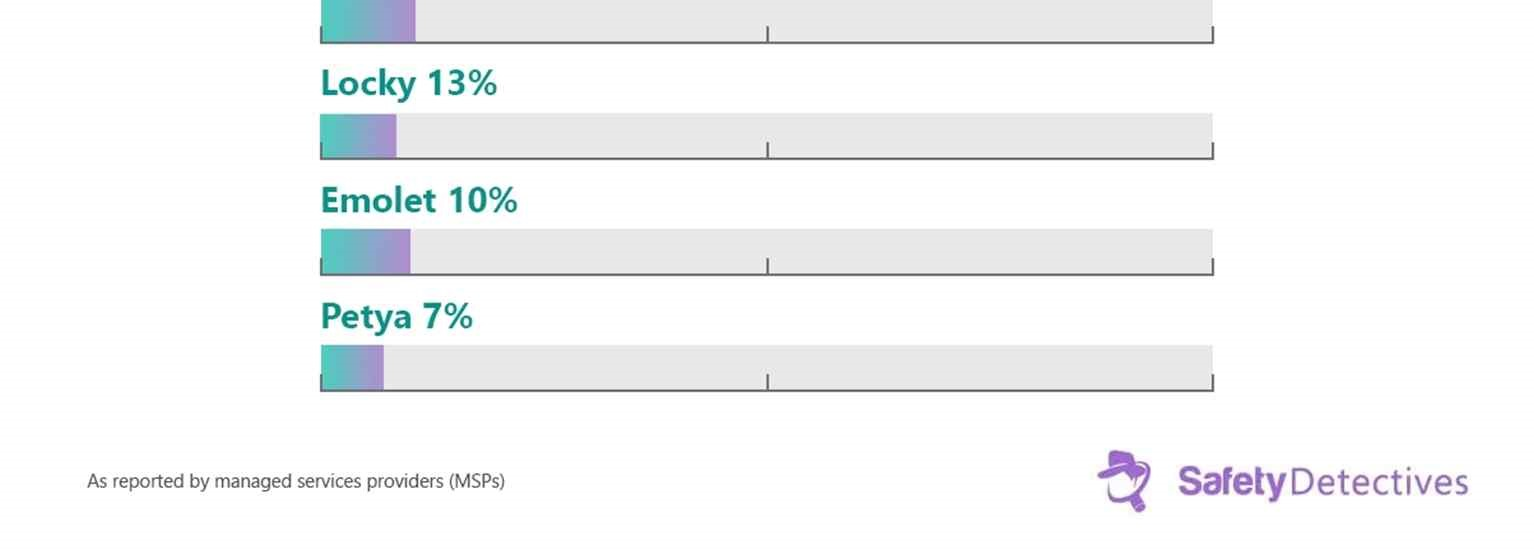 Locky 13%
Emolet 10%
Petya 7%
As reported by managed services providers (MSPs)
SafetyDetectives